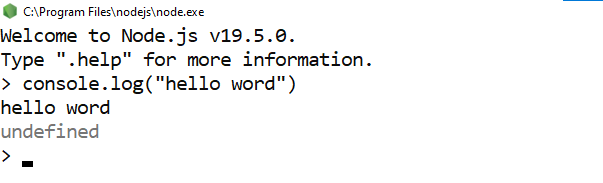 C:\Program Files\nodejs\node.exe
Welcome to Node.js v19.5.0.
Type ".help" for more information.
> console.log("hello word")
hello word
undefined
>